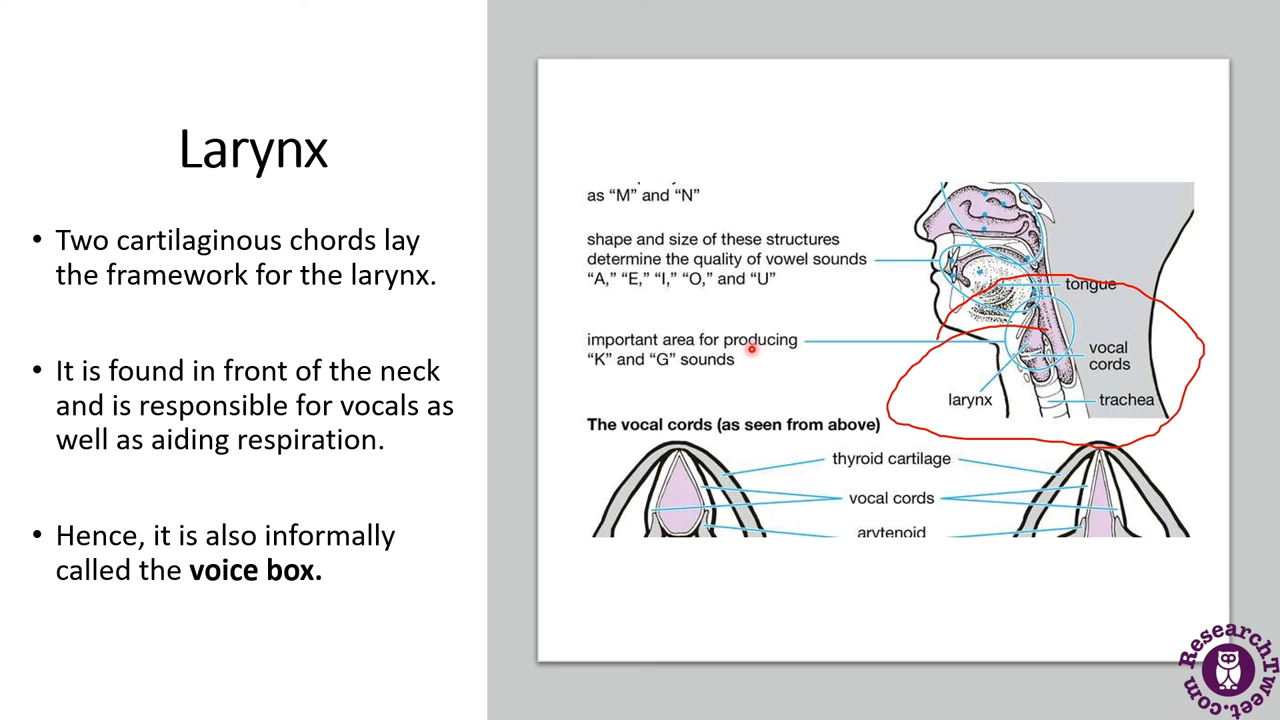 Larynx
• Two cartilaginous chords lay
the framework for the larynx.
• It is found in front of the neck
and is responsible for vocals as
well as aiding respiration.
• Hence, it is also informally
called the voice box.
as “M” and “N”
shape and size of these structures
determine the quality of vowel sounds
“A,” “E,” “I,” “O,” and “U”
tongue
important area for producing
“K” and “G” sounds
vocal
cords
larynx
trachea
The vocal cords (as seen from above)
thyroid cartilage
vocal cords
arytenoid
ResearchTweet.com